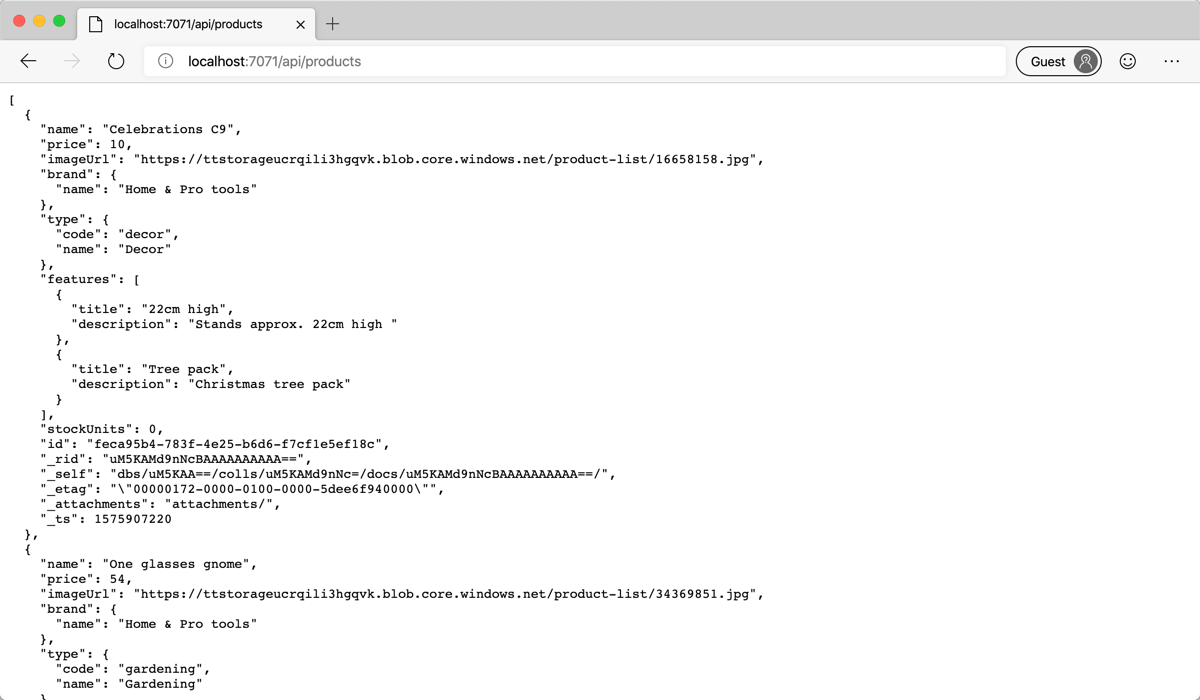 localhost:7071/api/products
localhost:7071/api/products
Guest
[
  {
    "name": "Celebrations C9",
    "price": 10,
    "imageUrl": "https://ttstorageucrqili3hgqvk.blob.core.windows.net/product-list/16658158.jpg",
    "brand": {
      "name": "Home & Pro tools"
    },
    "type": {
      "code": "decor",
      "name": "Decor"
    },
    "features": [
      {
        "title": "22cm high",
        "description": "Stands approx. 22cm high "
      },
      {
        "title": "Tree pack",
        "description": "Christmas tree pack"
      }
    ],
    "stockUnits": 0,
    "id": "feca95b4-783f-4e25-b6d6-f7cf1e5ef18c",
    "_rid": "uM5KAMd9nNcBAAAAAAAAAA==",
    "_self": "dbs/uM5KAA==/colls/uM5KAMd9nNc=/docs/uM5KAMd9nNcBAAAAAAAAAA==/",
    "_etag": "\"00000172-0000-0100-0000-5dee6f940000\"",
    "_attachments": "attachments/",
    "_ts": 1575907220
  },
  {
    "name": "One glasses gnome",
    "price": 54,
    "imageUrl": "https://ttstorageucrqili3hgqvk.blob.core.windows.net/product-list/34369851.jpg",
    "brand": {
      "name": "Home & Pro tools"
    },
    "type": {
      "code": "gardening",
      "name": "Gardening"
    }